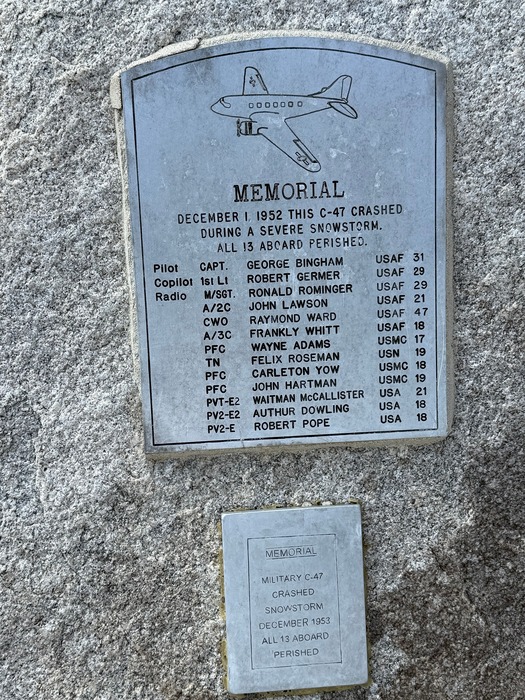 MEMORIAL
DECEMBER 1, 1952 THIS C-47 CRASHED
DURING A SEVERE SNOWSTORM.
ALL 13 ABOARD PERISHED.
Pilot CAPT. GEORGE BINGHAM USAF 31
Copilot 1st Lt ROBERT GERMER USAF 29
Radio M/SGT. RONALD ROMINGER USAF 29
A/2C JOHN LAWSON USAF 21
CWO RAYMOND WARD USAF 47
A/3C FRANKLY WHITT USAF 18
PFC WAYNE ADAMS USMC 17
TN FELIX ROSEMAN USN 19
PFC CARLETON YOW USMC 18
PFC JOHN HARTMAN USMC 19
PVT-E2 WAITMAN McCALLISTER USA 21
PV2-E2 AUTHUR DOWLING USA 18
PV2-E ROBERT POPE USA 18
MEMORIAL
MILITARY C-47
CRASHED
SNOWSTORM
DECEMBER 1953
ALL 13 ABOARD
PERISHED